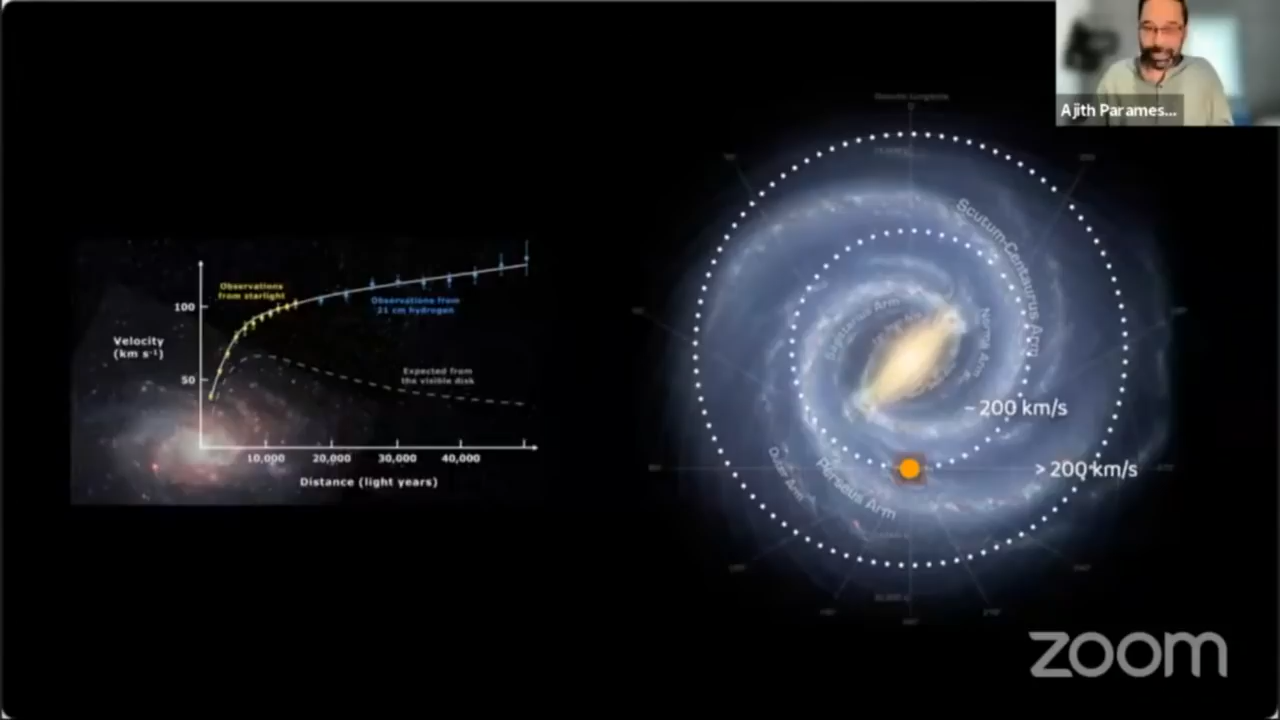 Ajith Parames...
Observations
from starlight
100
Observations from
21 cm hydrogen
Velocity
(km s⁻¹)
Expected from
the visible disk
50
10,000
20,000
30,000
40,000
Distance (light years)
Scutum-Centaurus Arm
Sagittarius Arm
Norma Arm
~ 200 km/s
> 200 km/s
Outer Arm
Perseus Arm
zoom